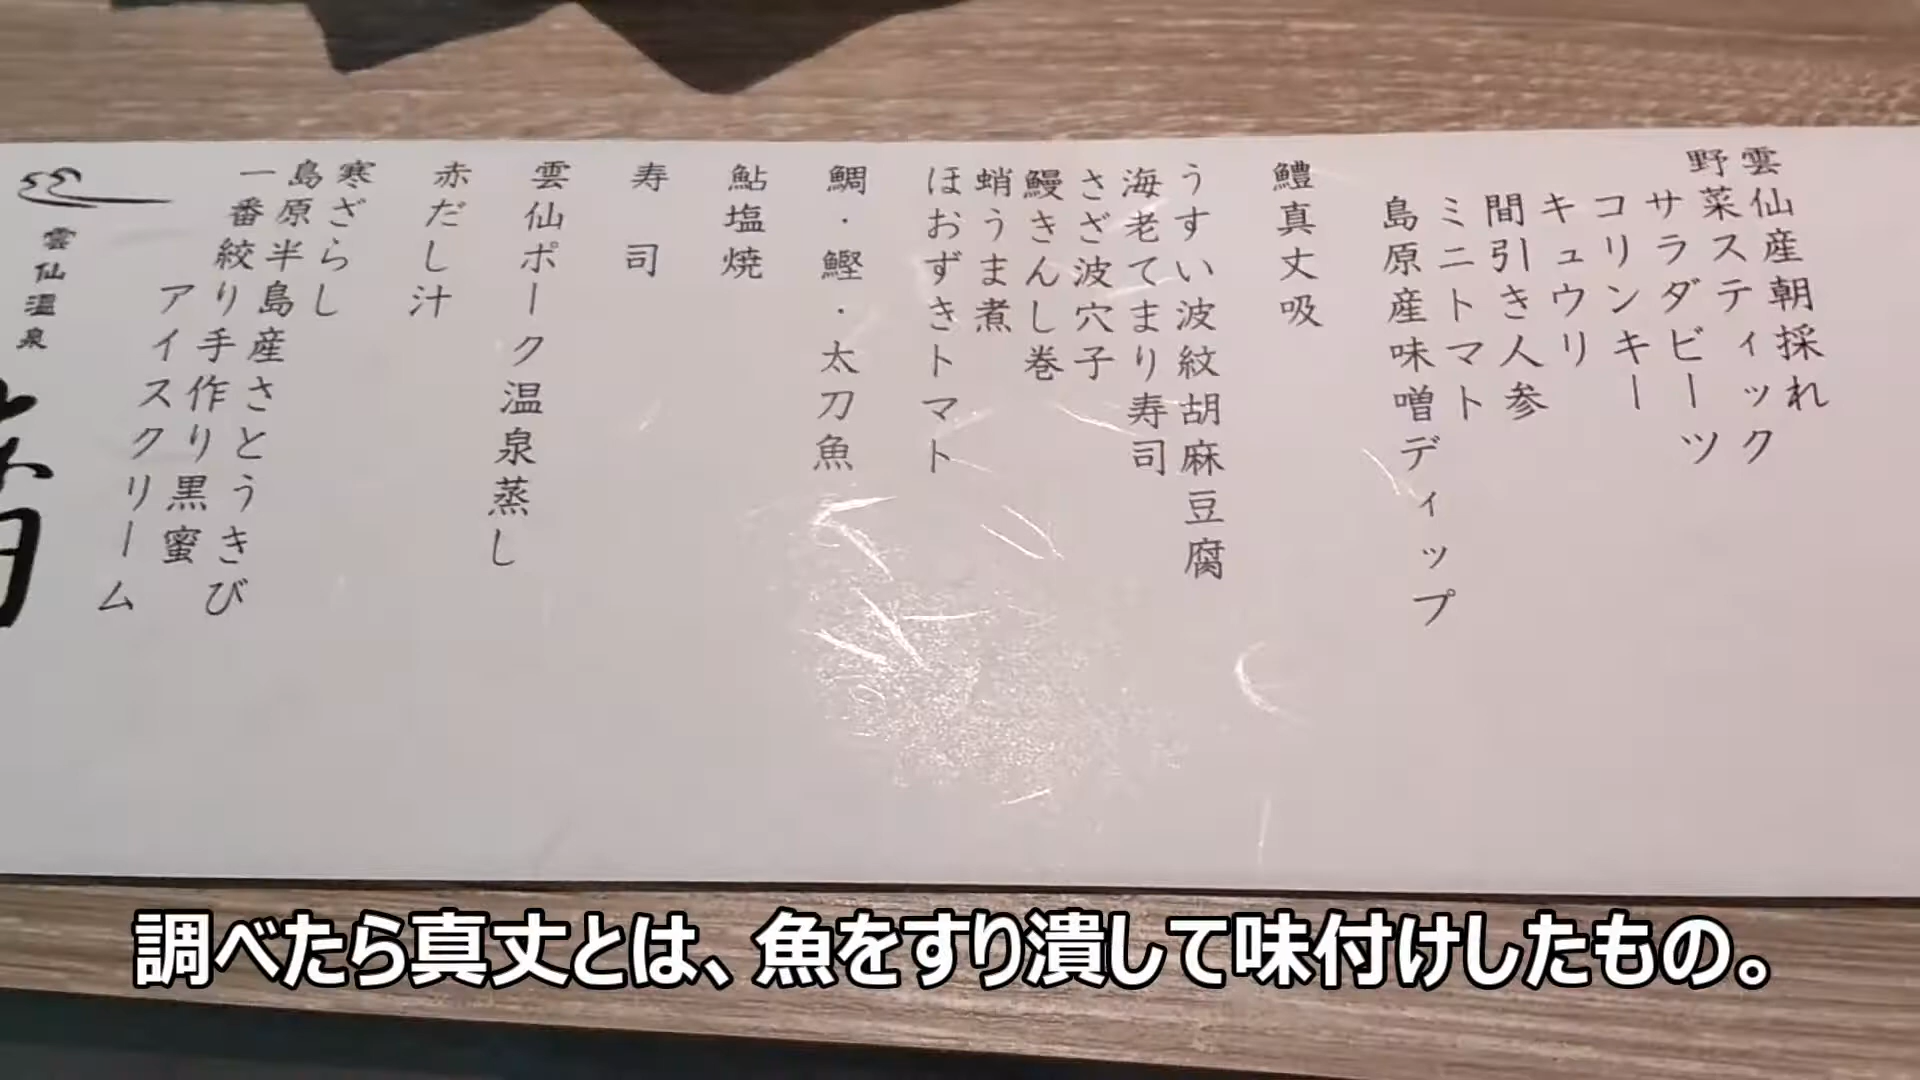 雲仙産朝採れ
野菜スティック
サラダビーツ
コリンキー
キュウリ
間引き人参
ミニトマト
島原産味噌ディップ
鱧真丈吸
うすい波紋胡麻豆腐
海老てまり寿司
さざ波穴子
鰻きんし巻
蛸うま煮
ほおずきトマト
鯛・鰹・太刀魚
鮎塩焼
寿司
雲仙ポーク温泉蒸し
赤だし汁
寒ざらし
島原半島産さとうきび
一番絞り手作り黒蜜
アイスクリーム
雲仙温泉
調べたら真丈とは、魚をすり潰して味付けしたもの。